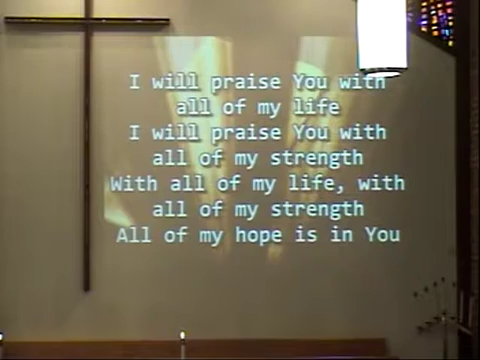 I will praise You with
all of my life
I will praise You with
all of my strength
With all of my life, with
all of my strength
All of my hope is in You